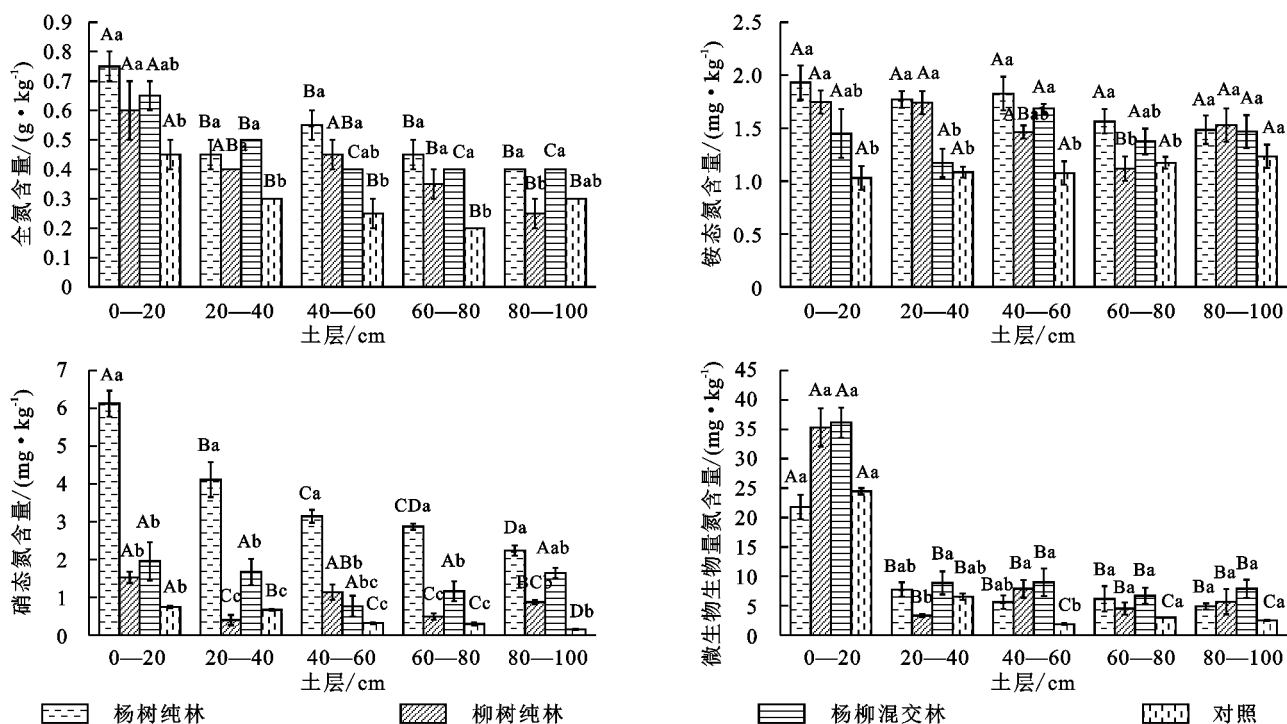 全氮含量/(g·kg⁻¹)
0.9
0.8
0.7
0.6
0.5
0.4
0.3
0.2
0.1
0
Aa Aa Aab Ab
Ba ABa Ba Bb
Ba ABa Cab Bb
Ba Ba Ca Bb
Ba Bb Ca Bab
0—20 20—40 40—60 60—80 80—100
土层/cm
铵态氮含量/(mg·kg⁻¹)
2.5
2.0
1.5
1.0
0.5
0
Aa Aa Aab Ab
Aa Aa Ab Ab
Aa ABab Aa Ab
Aa Bb Aab Ab
Aa Aa Aa Aa
0—20 20—40 40—60 60—80 80—100
土层/cm
硝态氮含量/(mg·kg⁻¹)
7
6
5
4
3
2
1
0
Aa Ab Ab Ab
Ba Cc Ab Bc
Ca ABb Abc Cc
CDa Cc Ab Cc
Da BCb Aab Db
0—20 20—40 40—60 60—80 80—100
土层/cm
微生物生物量氮含量/(mg·kg⁻¹)
45
40
35
30
25
20
15
10
5
0
Aa Aa Aa Aa
Bab Bb Ba Bab
Bab Ba Ba Cb
Ba Ba Ba Ca
Ba Ba Ba Ca
0—20 20—40 40—60 60—80 80—100
土层/cm
杨树纯林 柳树纯林 杨柳混交林 对照